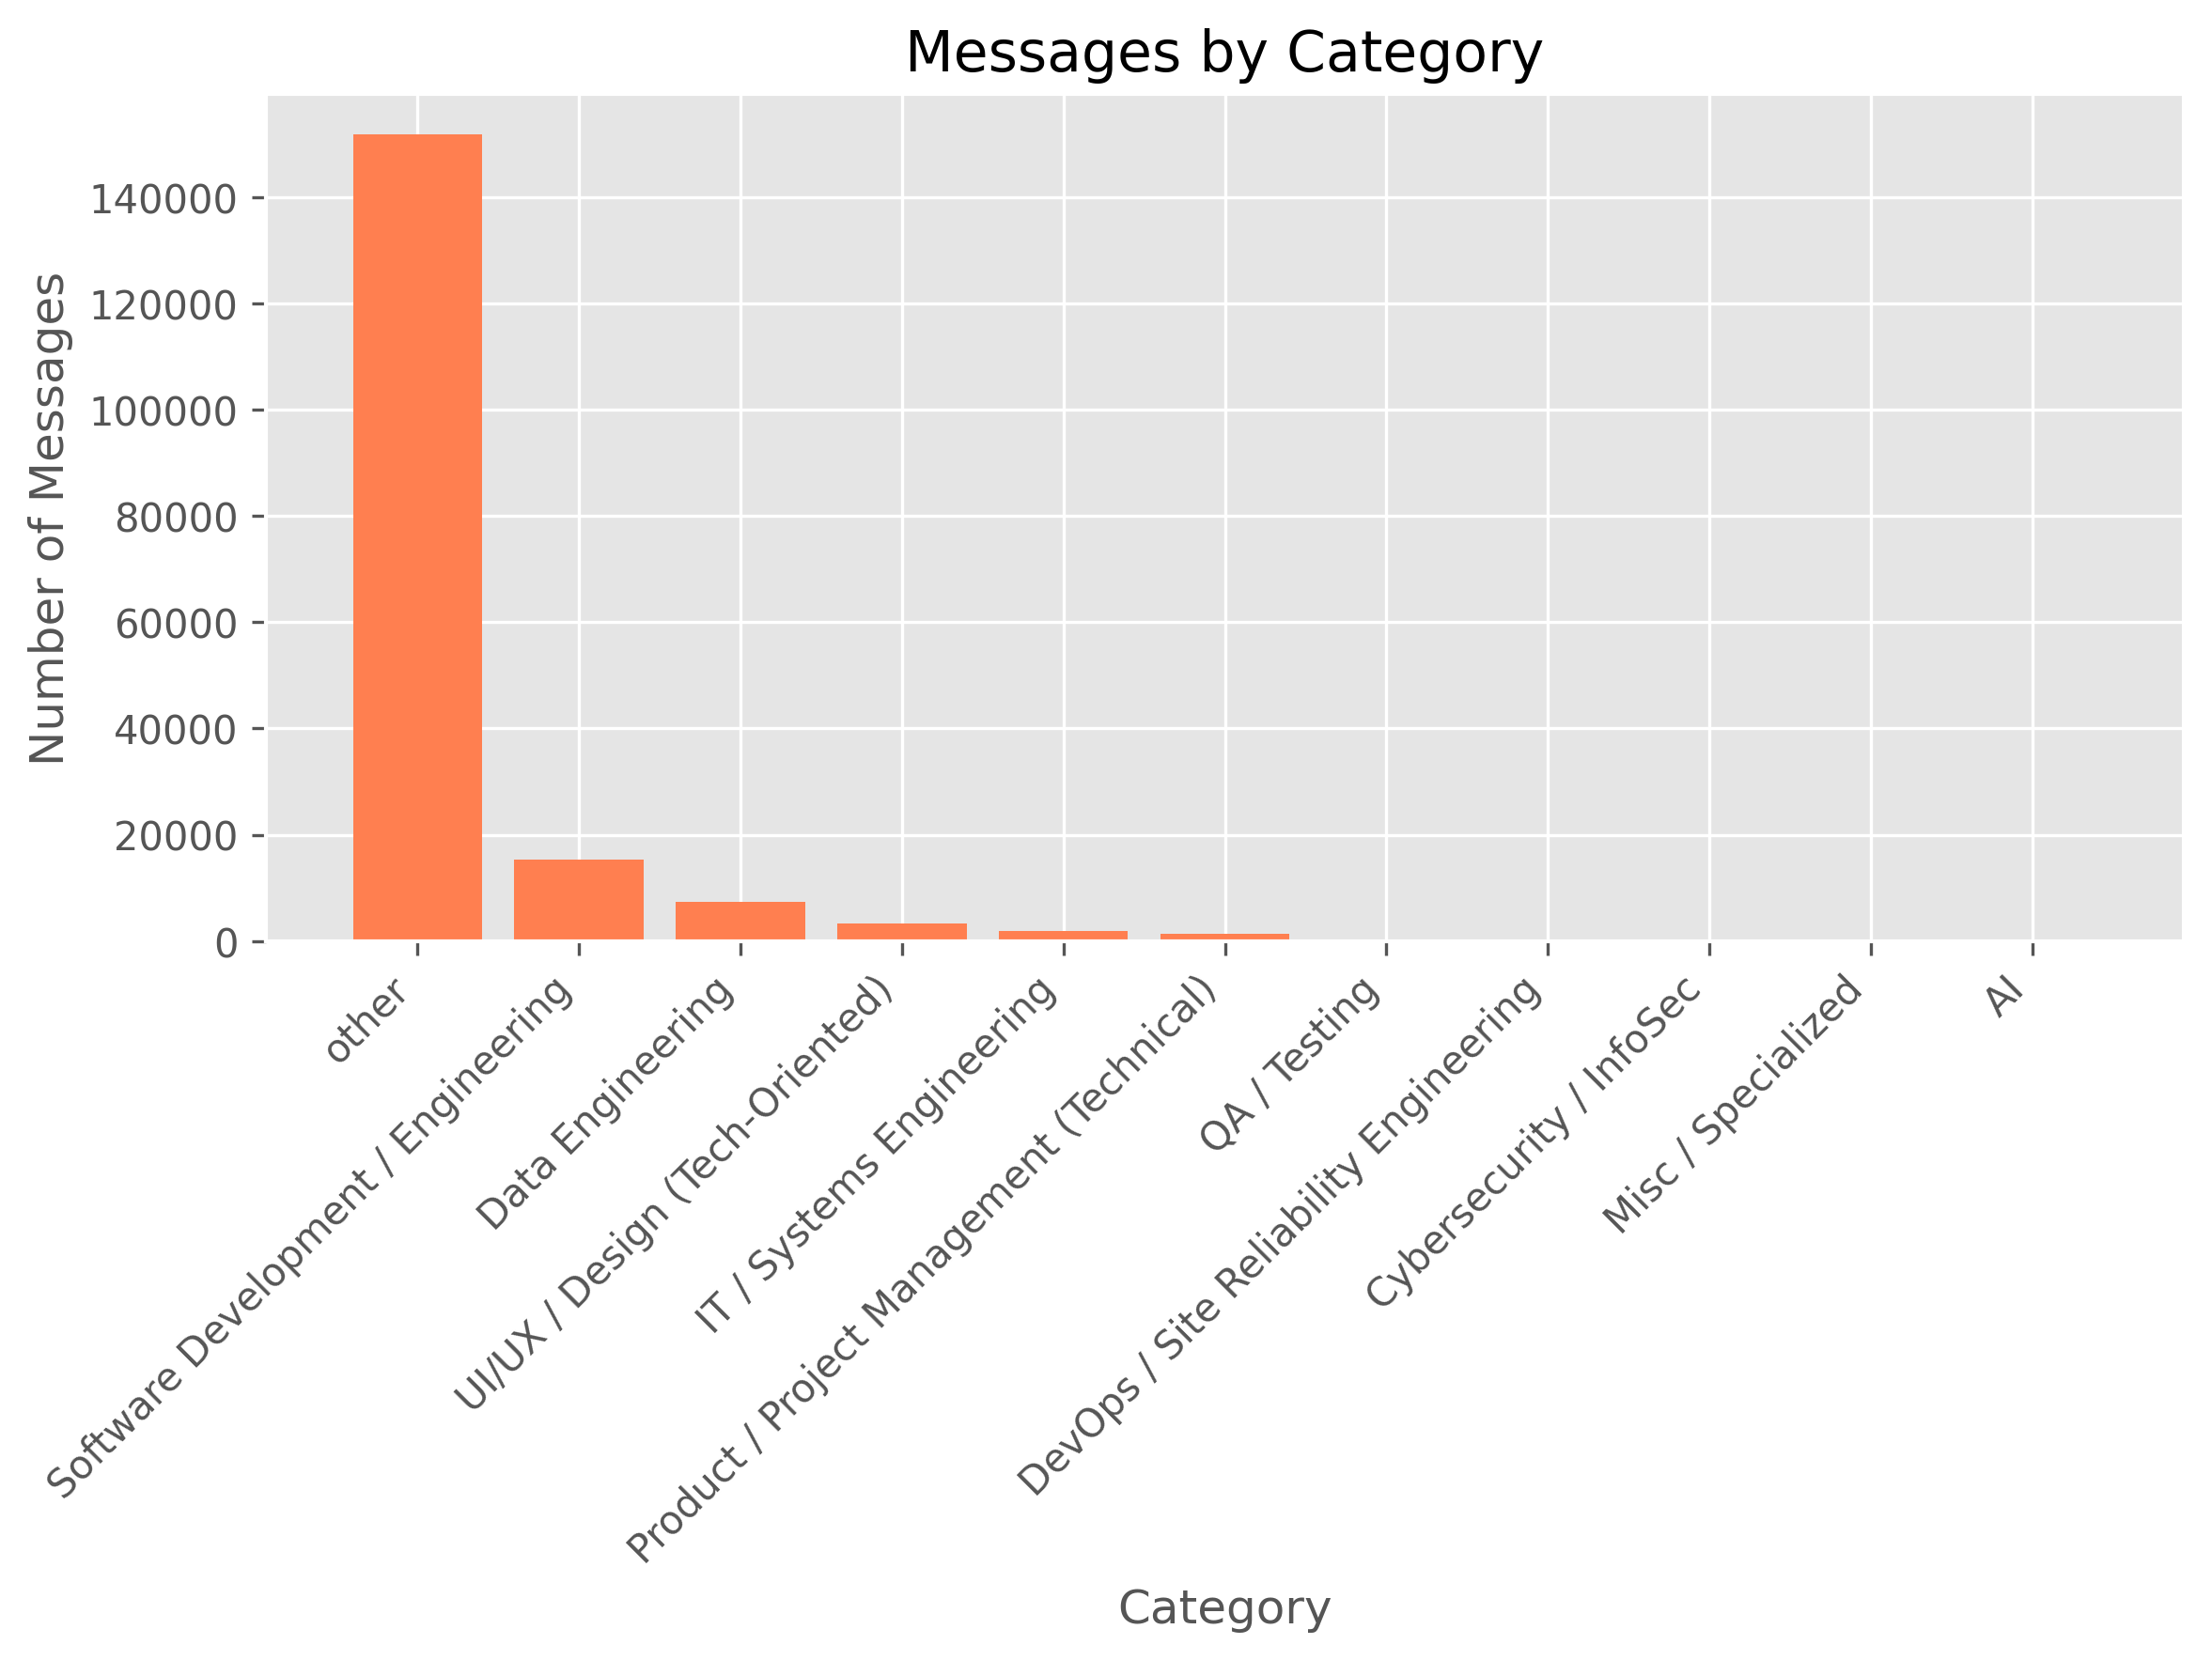 Messages by Category
Number of Messages
140000
120000
100000
80000
60000
40000
20000
0
other
Software Development / Engineering
Data Engineering
UI/UX / Design (Tech-Oriented)
IT / Systems Engineering
Product / Project Management (Technical)
QA / Testing
DevOps / Site Reliability Engineering
Cybersecurity / InfoSec
Misc / Specialized
AI
Category